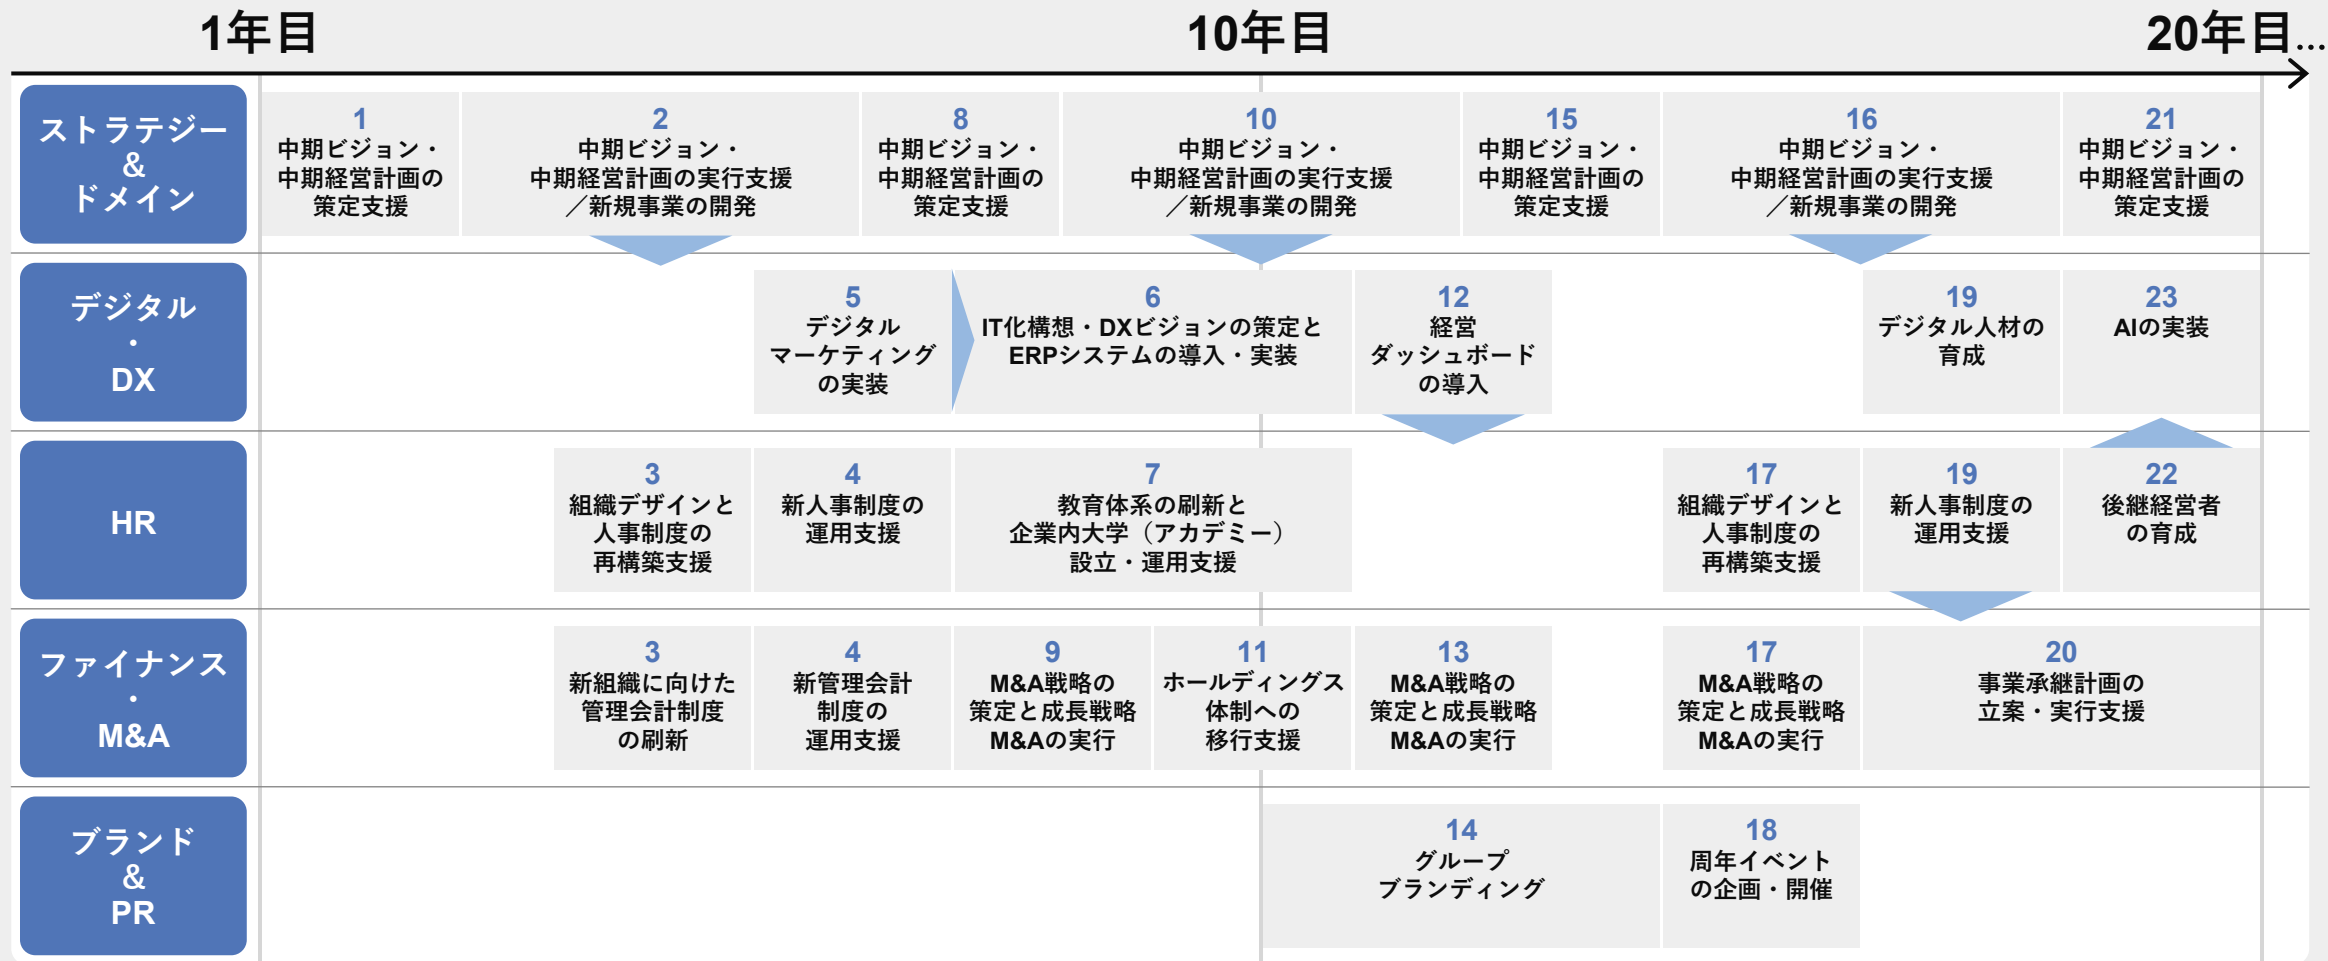 1年目
10年目
20年目...
ストラテジー
&
ドメイン
1
中期ビジョン・
中期経営計画の
策定支援
2
中期ビジョン・
中期経営計画の実行支援
／新規事業の開発
8
中期ビジョン・
中期経営計画の
策定支援
10
中期ビジョン・
中期経営計画の実行支援
／新規事業の開発
15
中期ビジョン・
中期経営計画の
策定支援
16
中期ビジョン・
中期経営計画の実行支援
／新規事業の開発
21
中期ビジョン・
中期経営計画の
策定支援
デジタル
・
DX
5
デジタル
マーケティング
の実装
6
IT化構想・DXビジョンの策定と
ERPシステムの導入・実装
12
経営
ダッシュボード
の導入
19
デジタル人材の
育成
23
AIの実装
HR
3
組織デザインと
人事制度の
再構築支援
4
新人事制度の
運用支援
7
教育体系の刷新と
企業内大学（アカデミー）
設立・運用支援
17
組織デザインと
人事制度の
再構築支援
19
新人事制度の
運用支援
22
後継経営者
の育成
ファイナンス
・
M&A
3
新組織に向けた
管理会計制度
の刷新
4
新管理会計
制度の
運用支援
9
M&A戦略の
策定と成長戦略
M&Aの実行
11
ホールディングス
体制への
移行支援
13
M&A戦略の
策定と成長戦略
M&Aの実行
17
M&A戦略の
策定と成長戦略
M&Aの実行
20
事業承継計画の
立案・実行支援
ブランド
&
PR
14
グループ
ブランディング
18
周年イベント
の企画・開催